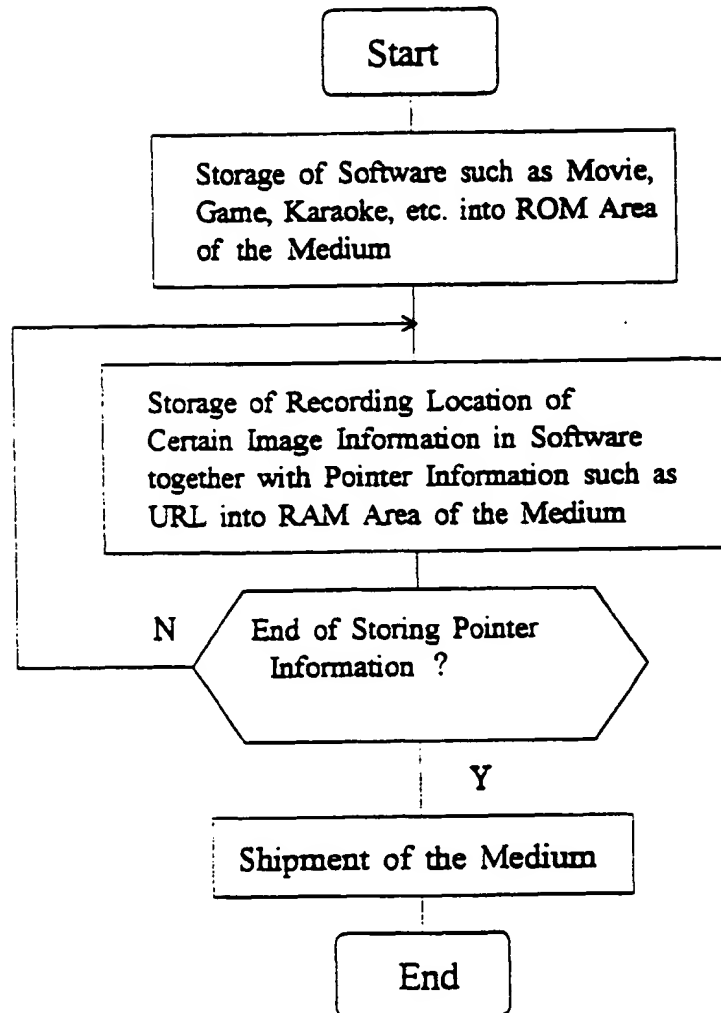 Start
Storage of Software such as Movie,
Game, Karaoke, etc. into ROM Area
of the Medium
Storage of Recording Location of
Certain Image Information in Software
together with Pointer Information such as
URL into RAM Area of the Medium
N
End of Storing Pointer
Information ?
Y
Shipment of the Medium
End